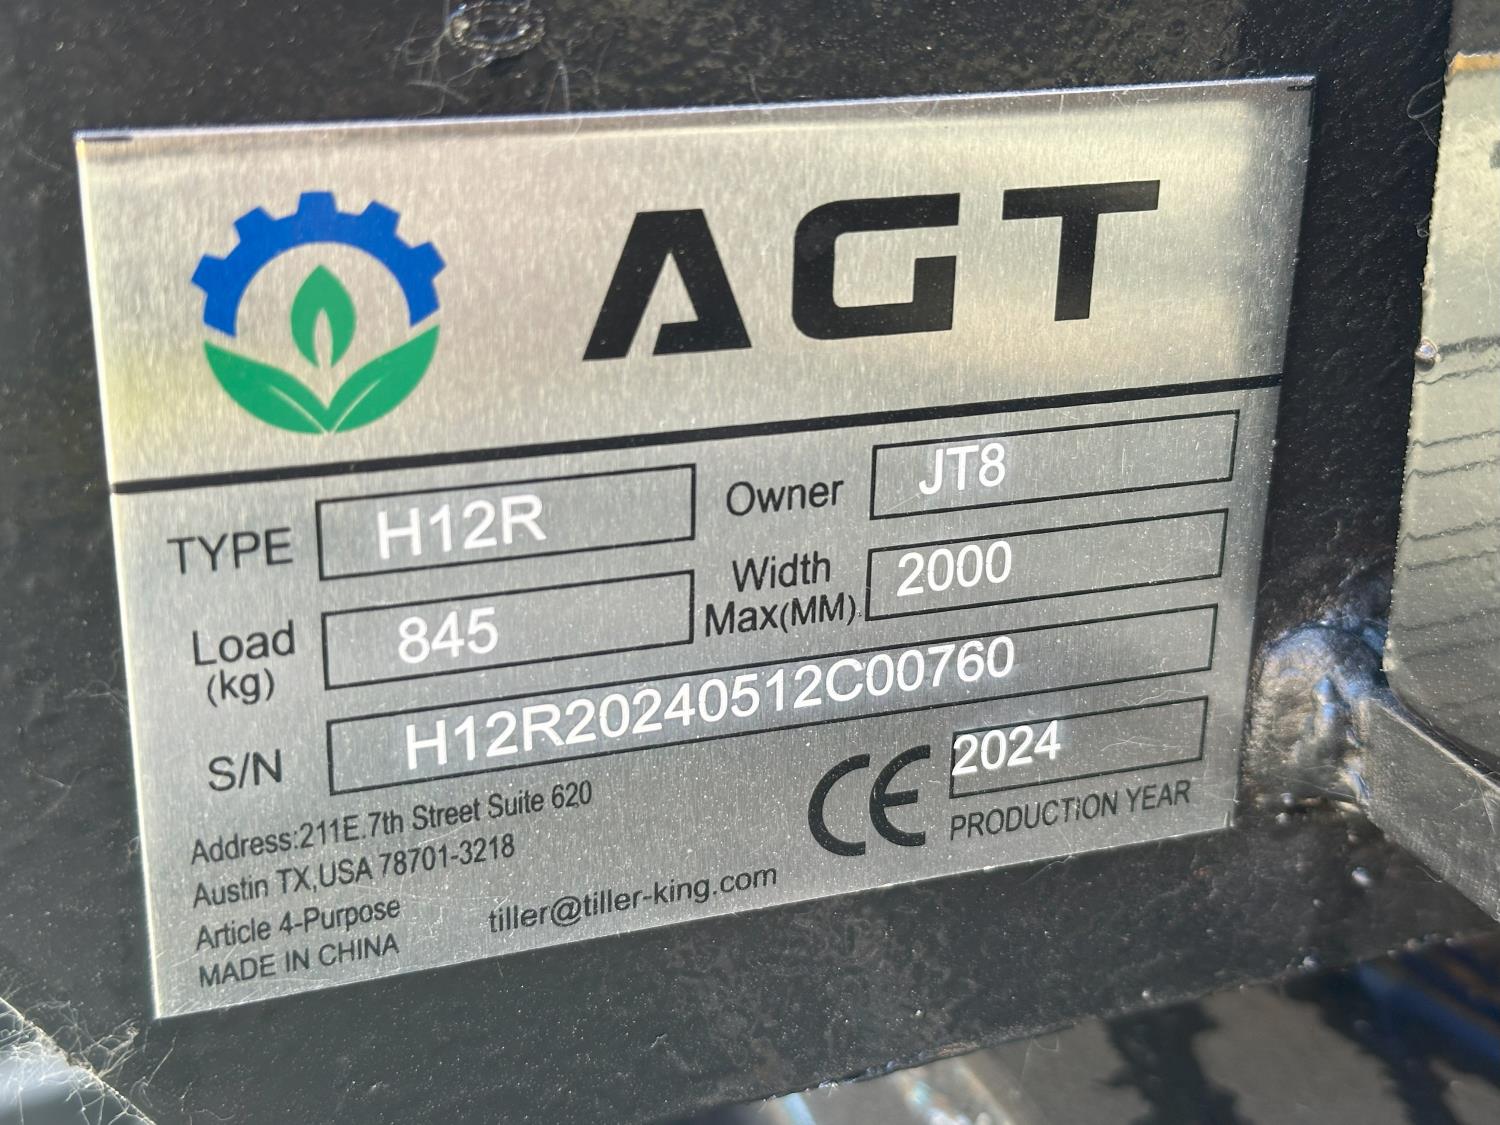 AGT
TYPE H12R Owner JT8
Load (kg) 845 Width Max(MM) 2000
S/N H12R20240512C00760
Address:211E.7th Street Suite 620
Austin TX,USA 78701-3218
Article 4-Purpose
MADE IN CHINA
tiller@tiller-king.com
CE 2024
PRODUCTION YEAR